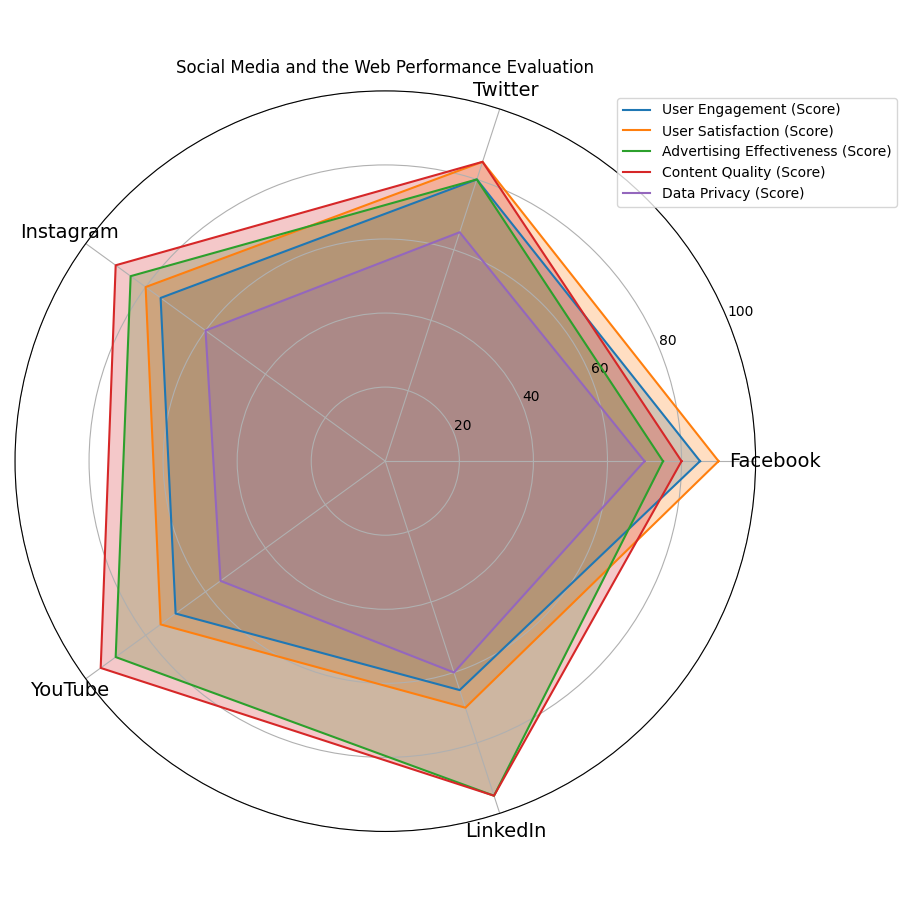 Social Media and the Web Performance Evaluation
Twitter
User Engagement (Score)
User Satisfaction (Score)
Advertising Effectiveness (Score)
Content Quality (Score)
Data Privacy (Score)
Instagram
100
80
60
40
20
Facebook
YouTube
LinkedIn